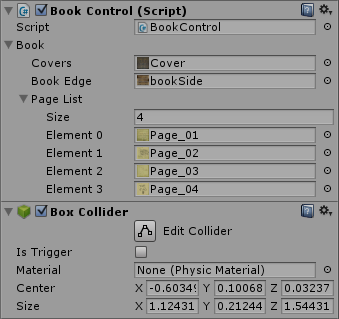 Book Control (Script)
Script BookControl
Book
Covers Cover
Book Edge bookSide
Page List
Size 4
Element 0 Page_01
Element 1 Page_02
Element 2 Page_03
Element 3 Page_04
Box Collider
Edit Collider
Is Trigger
Material None (Physic Material)
Center X -0.6034 Y 0.10068 Z 0.03237
Size X 1.12431 Y 0.21244 Z 1.54431